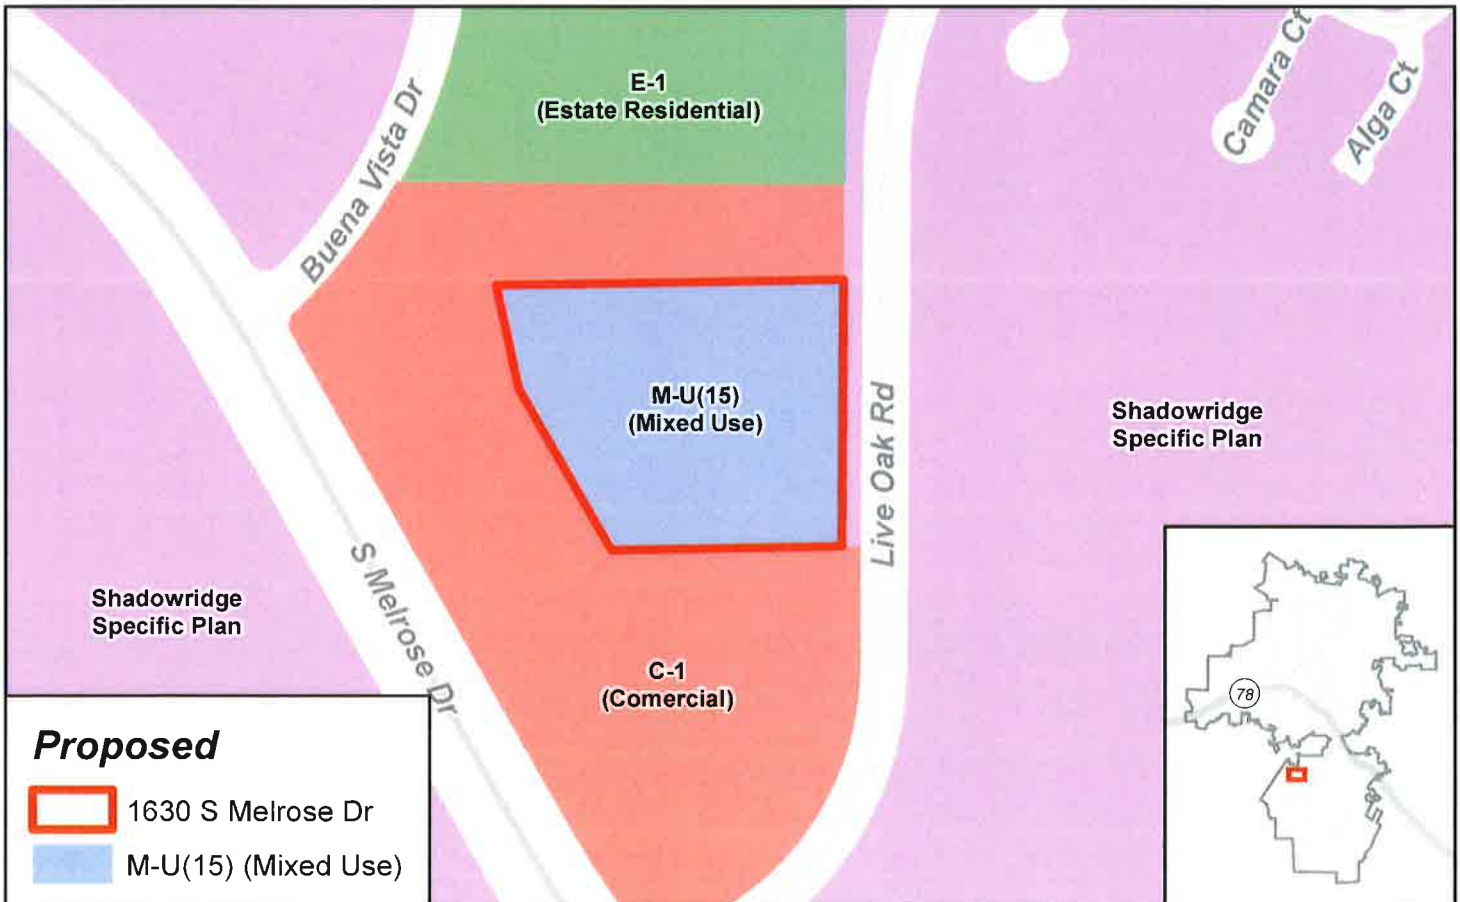 E-1
(Estate Residential)
Camara Ct
Alga Ct
Buena Vista Dr
M-U(15)
(Mixed Use)
Live Oak Rd
Shadowridge
Specific Plan
S Melrose Dr
Shadowridge
Specific Plan
C-1
(Comercial)
78
Proposed
1630 S Melrose Dr
M-U(15) (Mixed Use)